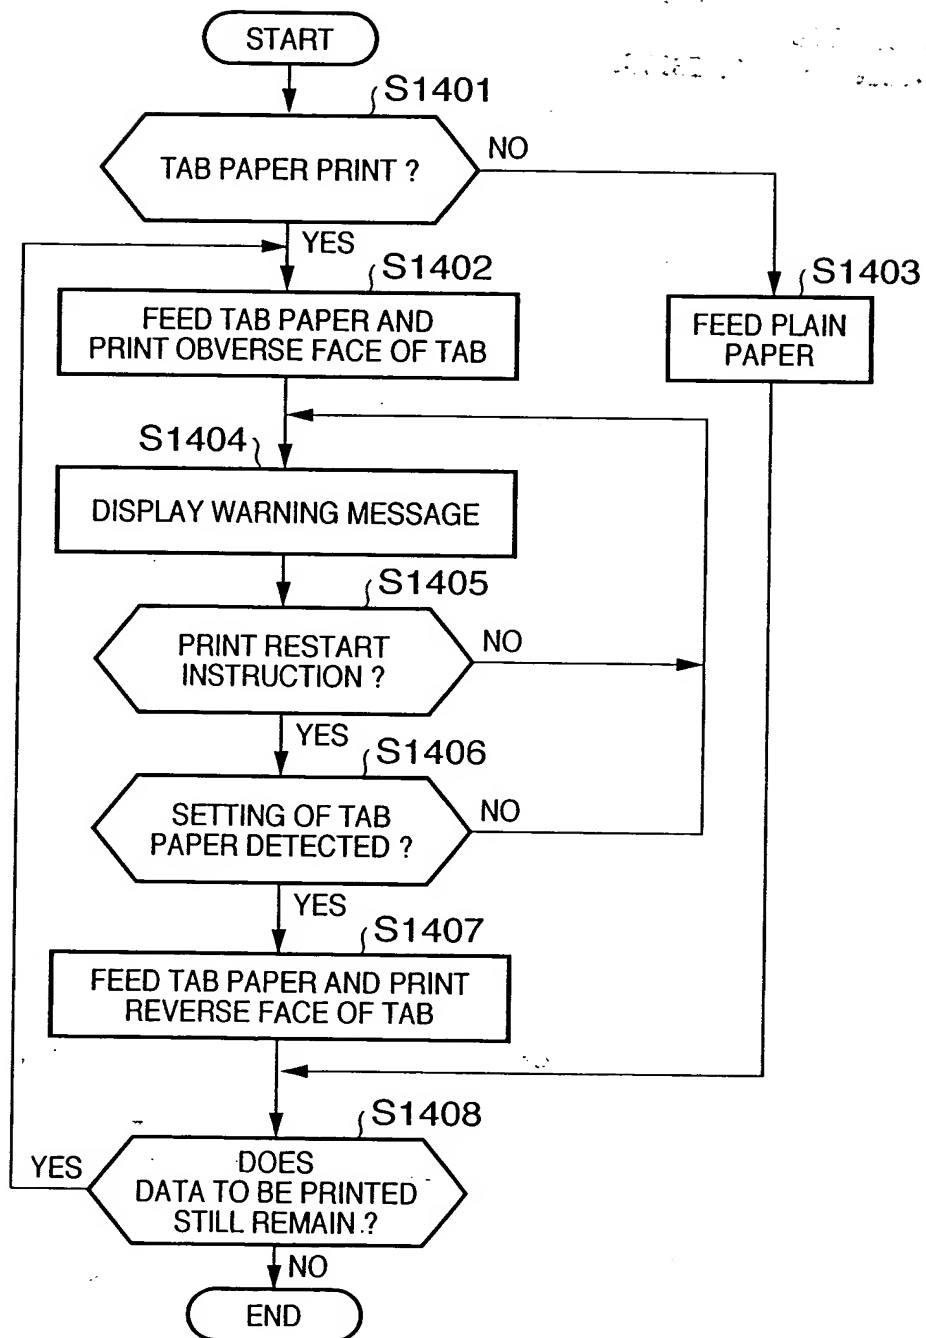 START
S1401
TAB PAPER PRINT ?
NO
YES
S1402
S1403
FEED TAB PAPER AND
PRINT OBVERSE FACE OF TAB
FEED PLAIN
PAPER
S1404
DISPLAY WARNING MESSAGE
S1405
PRINT RESTART
INSTRUCTION ?
NO
YES
S1406
SETTING OF TAB
PAPER DETECTED ?
NO
YES
S1407
FEED TAB PAPER AND PRINT
REVERSE FACE OF TAB
S1408
YES
DOES
DATA TO BE PRINTED
STILL REMAIN ?
NO
END